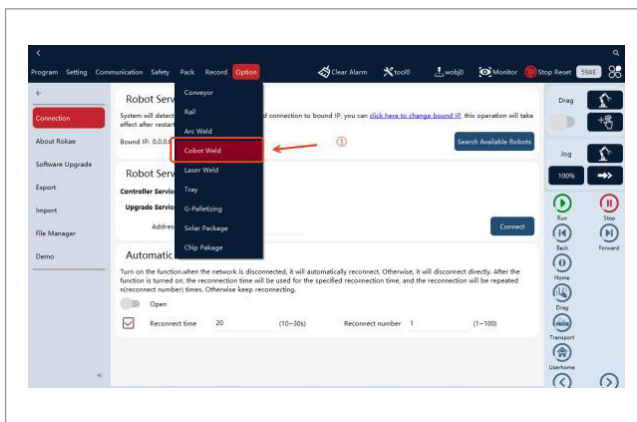 Program Setting Communication Safety Pack Record Option Clear Alarm tool0 wobj0 Monitor Stop Reset 59AE
Connection
About Rokae
Software Upgrade
Export
Import
File Manager
Demo
Conveyor
Rail
Arc Weld
Cobot Weld
Laser Weld
Tray
G-Palletizing
Solar Package
Chip Pakage
①
Robot Serv
System will detect d connection to bound IP, you can click here to change bound IP, this operation will take
effect after restart
Bound IP: 0.0.0.
Search Available Robots
Robot Serv
Controller Servic
Upgrade Servic
Addres
Connect
Automatic
Turn on the function.when the network is disconnected, it will automatically reconnect. Otherwise, it will disconnect directly. After the
function is turned on, the reconnection time will be used for the specified reconnection time, and the reconnection will be repeated
n(reconnect number) times. Otherwise keep reconnecting.
Open
Reconnect time 20 (10~30s) Reconnect number 1 (1~100)
Drag
Jog
100%
Run Stop
Back Forward
Home
Drag
Transport
Userhome